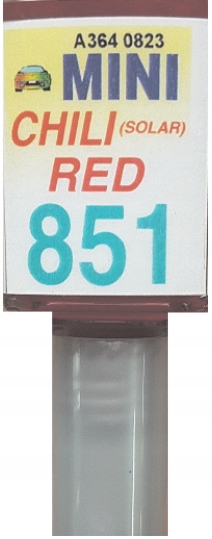 A364 0823
MINI
CHILI (SOLAR)
RED
851